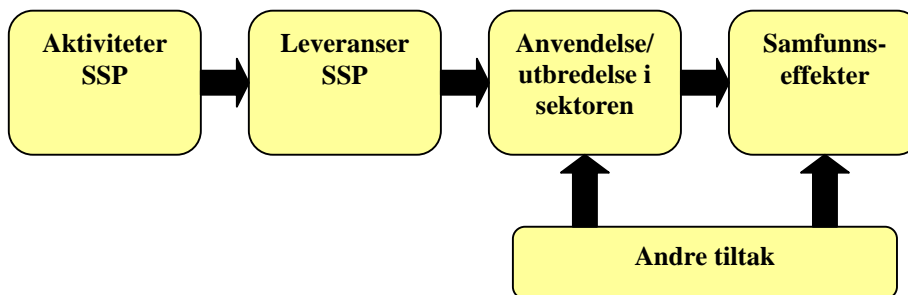 Aktiviteter
SSP
Leveranser
SSP
Anvendelse/
utbredelse i
sektoren
Samfunns-
effekter
Andre tiltak